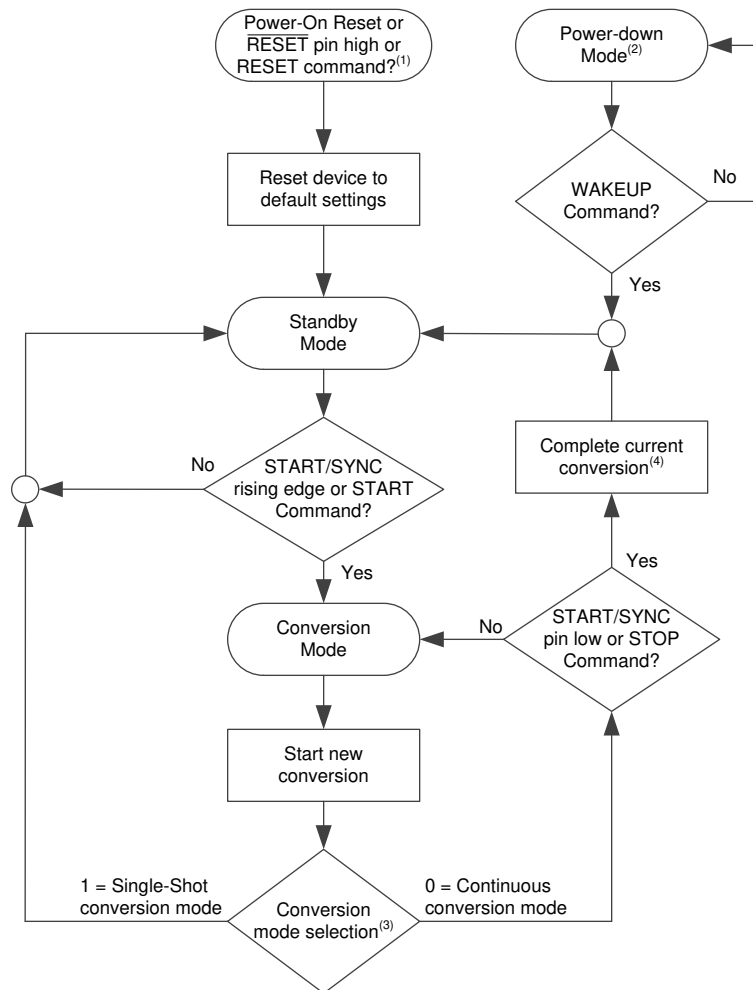 Power-On Reset or
RESET pin high or
RESET command?(1)
Power-down
Mode(2)
Reset device to
default settings
WAKEUP
Command?
No
Yes
Standby
Mode
Complete current
conversion(4)
No
START/SYNC
rising edge or START
Command?
Yes
Yes
Conversion
Mode
No
START/SYNC
pin low or STOP
Command?
Start new
conversion
1 = Single-Shot
conversion mode
0 = Continuous
conversion mode
Conversion
mode selection(3)